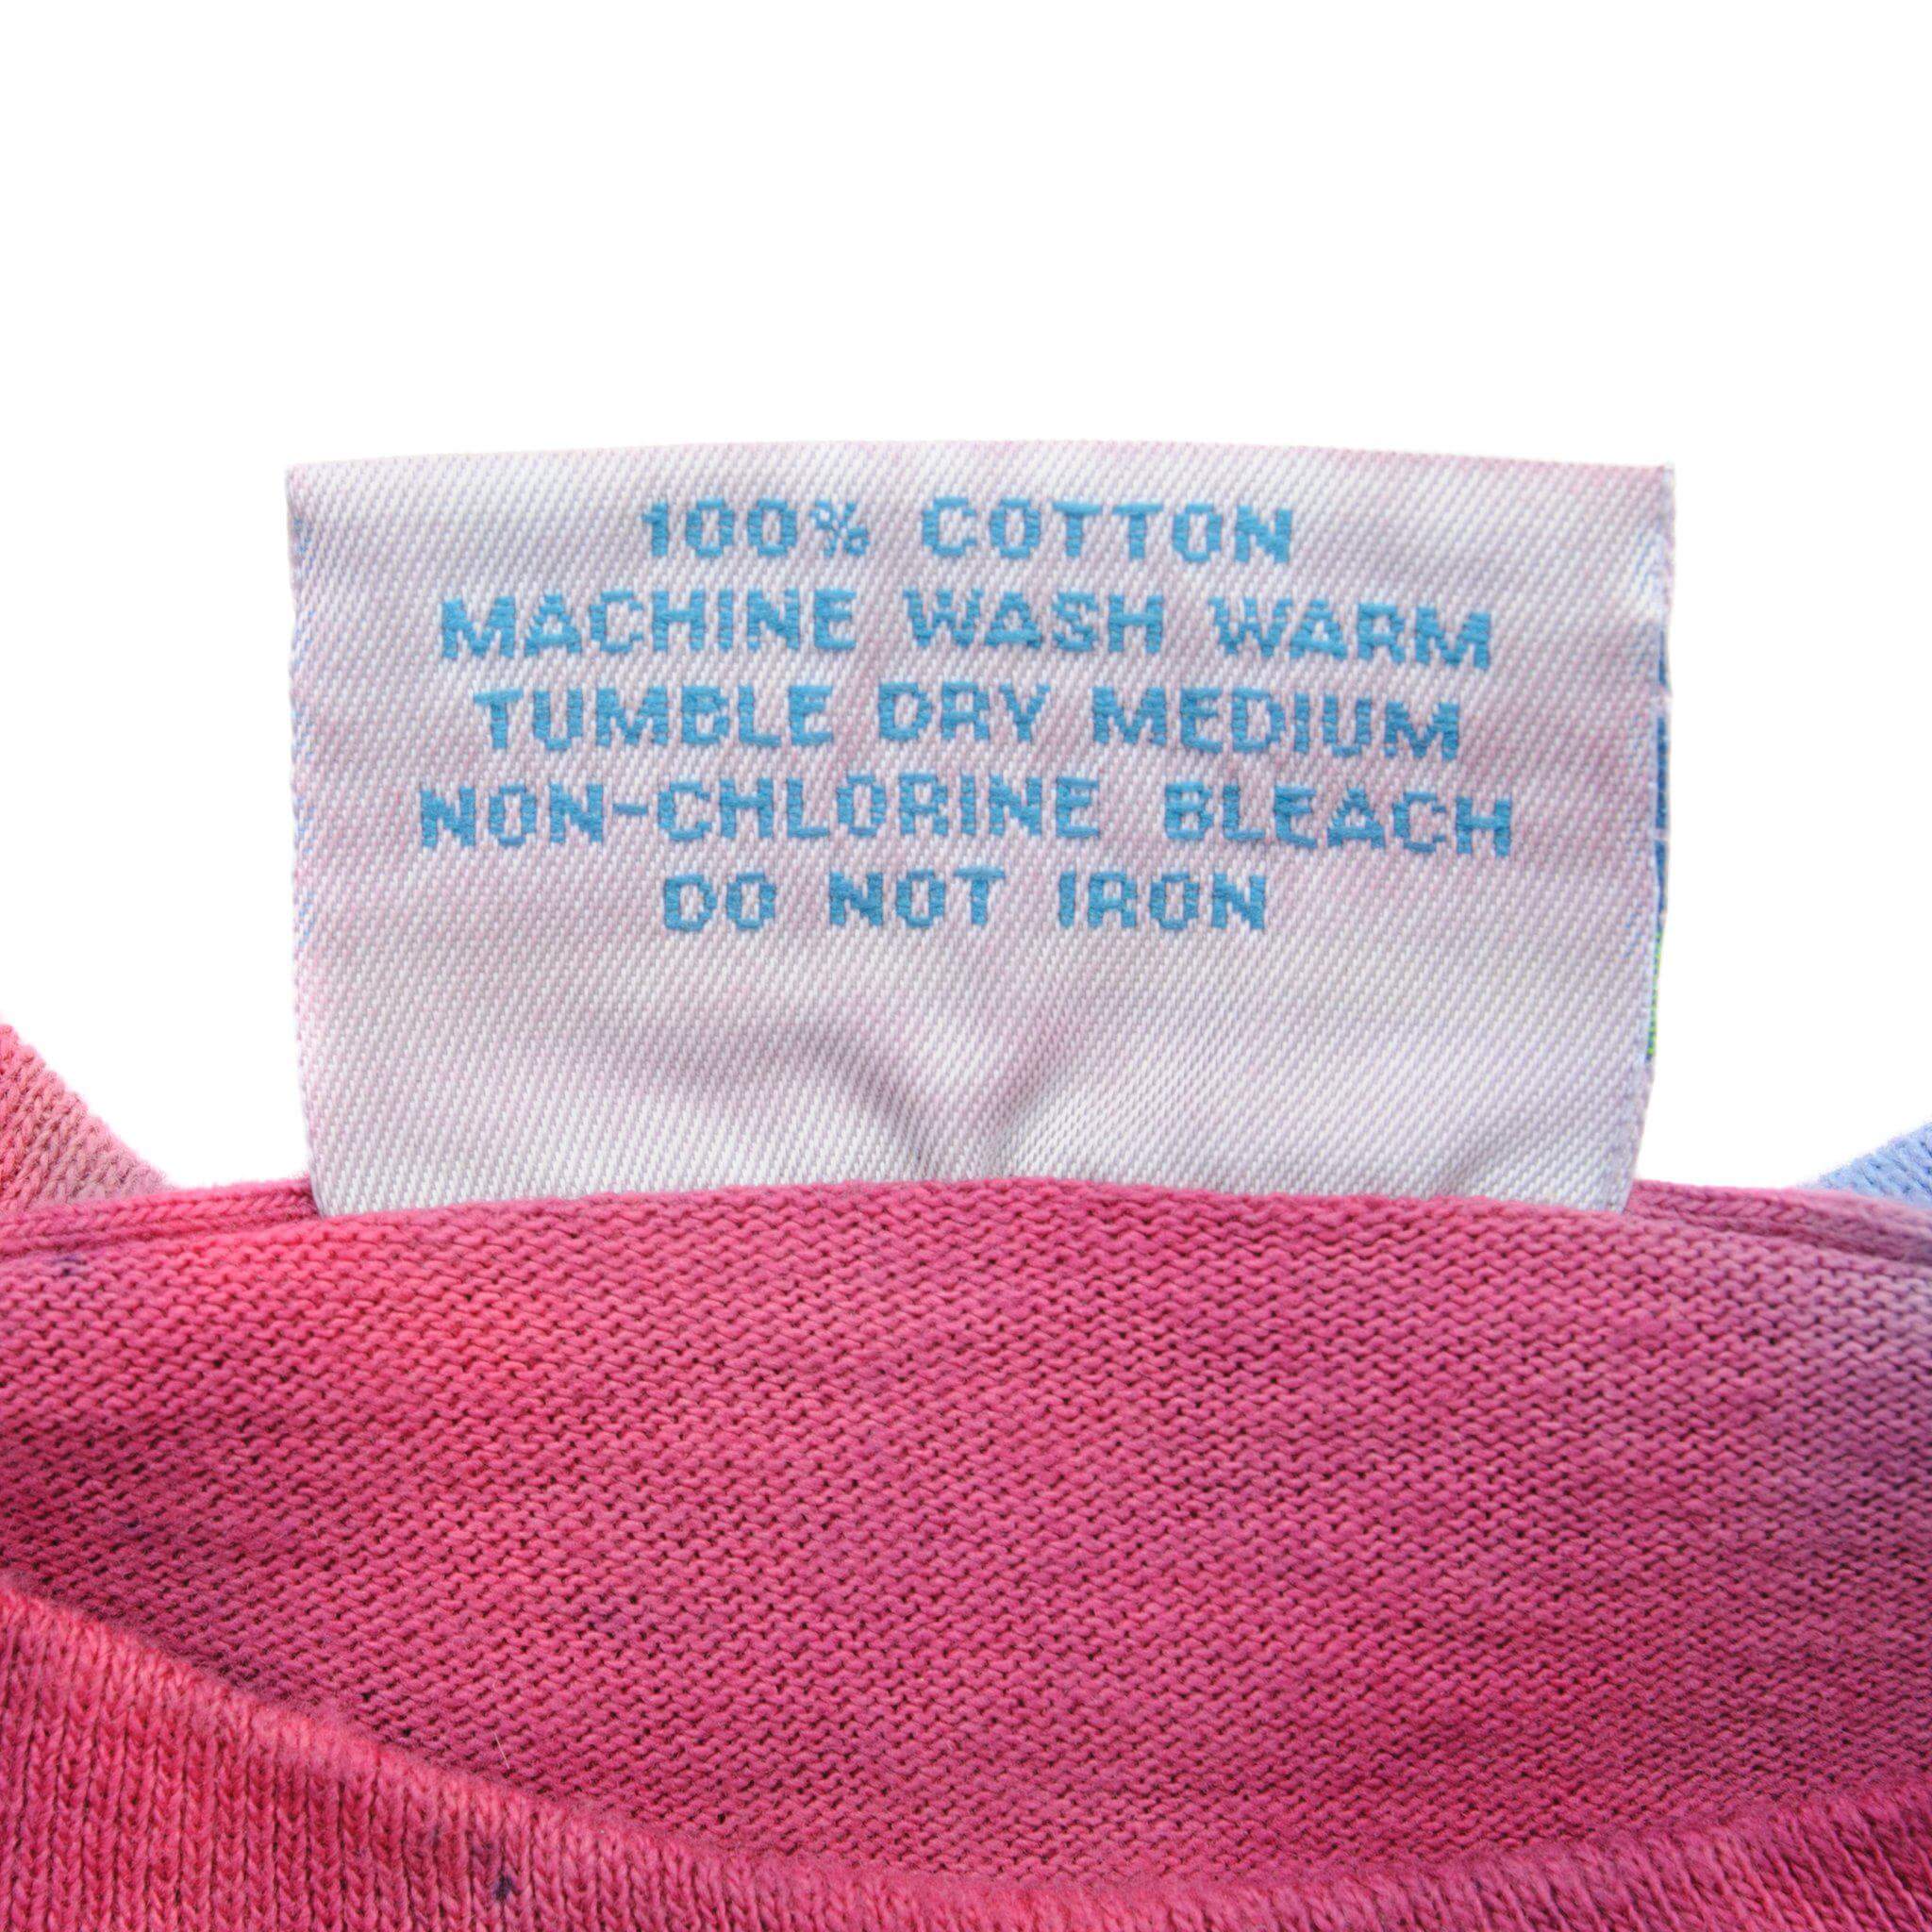 100% COTTON
MACHINE WASH WARM
TUMBLE DRY MEDIUM
NON-CHLORINE BLEACH
DO NOT IRON